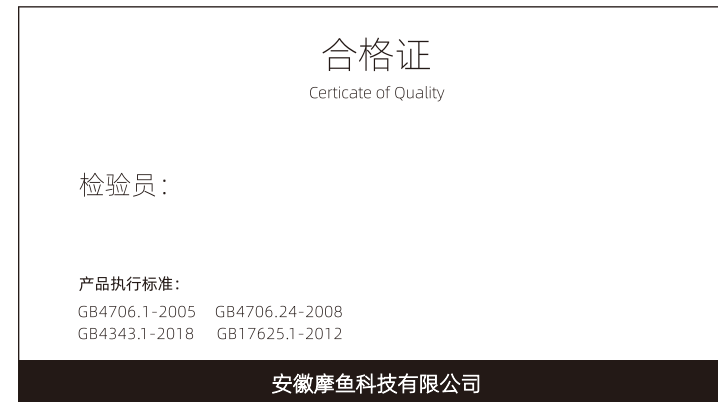 合格证
Certicate of Quality
检验员：
产品执行标准：
GB4706.1-2005 GB4706.24-2008
GB4343.1-2018 GB17625.1-2012
安徽摩鱼科技有限公司